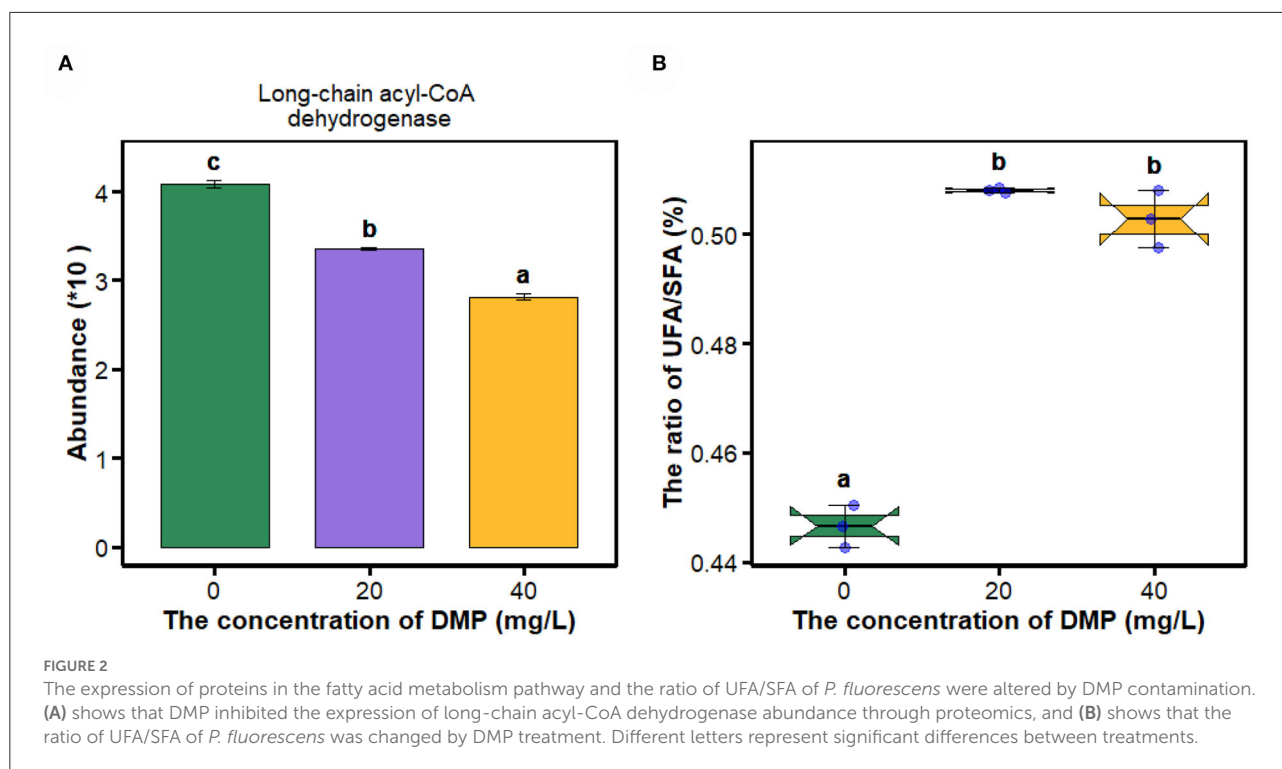 A
Long-chain acyl-CoA
dehydrogenase
c
b
a
4
3
2
1
0
Abundance (*10 )
0 20 40
The concentration of DMP (mg/L)
B
b
b
a
0.50
0.48
0.46
0.44
The ratio of UFA/SFA (%)
0 20 40
The concentration of DMP (mg/L)
FIGURE 2
The expression of proteins in the fatty acid metabolism pathway and the ratio of UFA/SFA of P. fluorescens were altered by DMP contamination.
(A) shows that DMP inhibited the expression of long-chain acyl-CoA dehydrogenase abundance through proteomics, and (B) shows that the
ratio of UFA/SFA of P. fluorescens was changed by DMP treatment. Different letters represent significant differences between treatments.